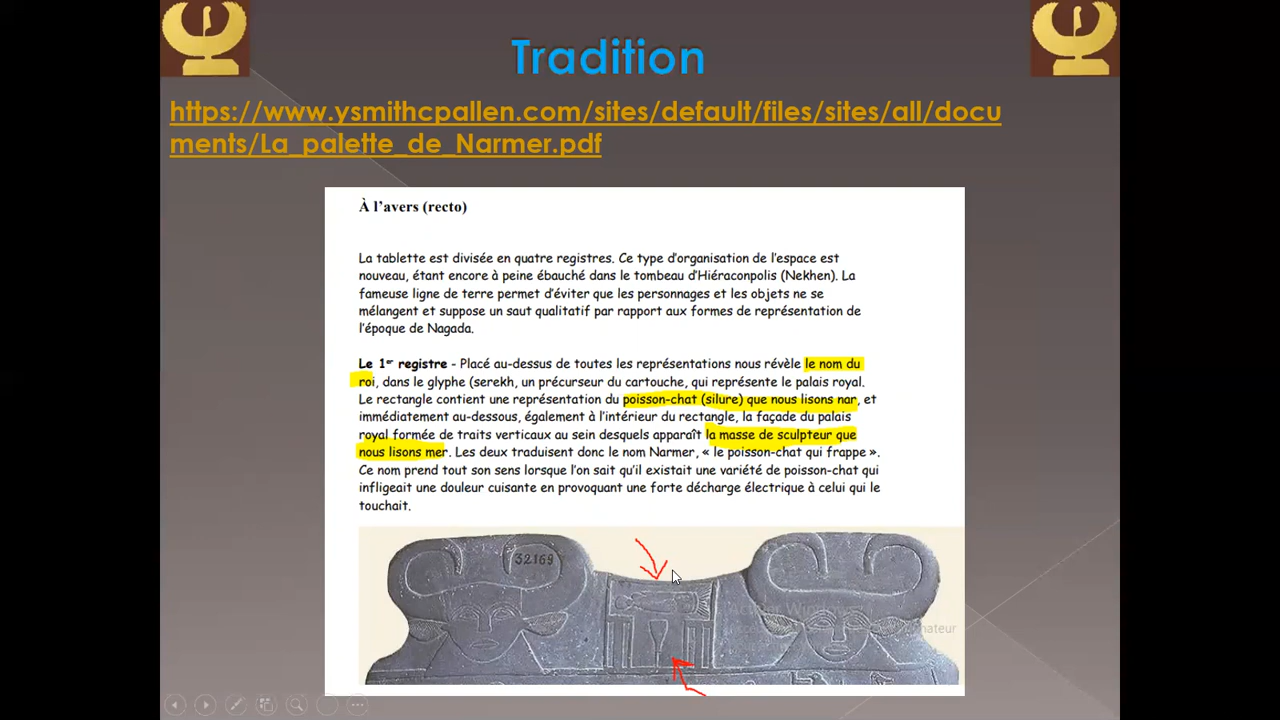 Tradition
https://www.ysmithcpallen.com/sites/default/files/sites/all/docu
ments/La_palette_de_Narmer.pdf
À l’avers (recto)
La tablette est divisée en quatre registres. Ce type d’organisation de l’espace est
nouveau, étant encore à peine ébauché dans le tombeau d’Hiéraconpolis (Nekhen). La
fameuse ligne de terre permet d’éviter que les personnages et les objets ne se
mélangent et suppose un saut qualitatif par rapport aux formes de représentation de
l’époque de Nagada.
Le 1er registre - Placé au-dessus de toutes les représentations nous révèle le nom du
roi, dans le glyphe (serekh, un précurseur du cartouche, qui représente le palais royal.
Le rectangle contient une représentation du poisson-chat (silure) que nous lisons nar, et
immédiatement au-dessous, également à l’intérieur du rectangle, la façade du palais
royal formée de traits verticaux au sein desquels apparaît la masse de sculpteur que
nous lisons mer. Les deux traduisent donc le nom Narmer, « le poisson-chat qui frappe ».
Ce nom prend tout son sens lorsque l’on sait qu’il existait une variété de poisson-chat qui
infligeait une douleur cuisante en provoquant une forte décharge électrique à celui qui le
touchait.
32169